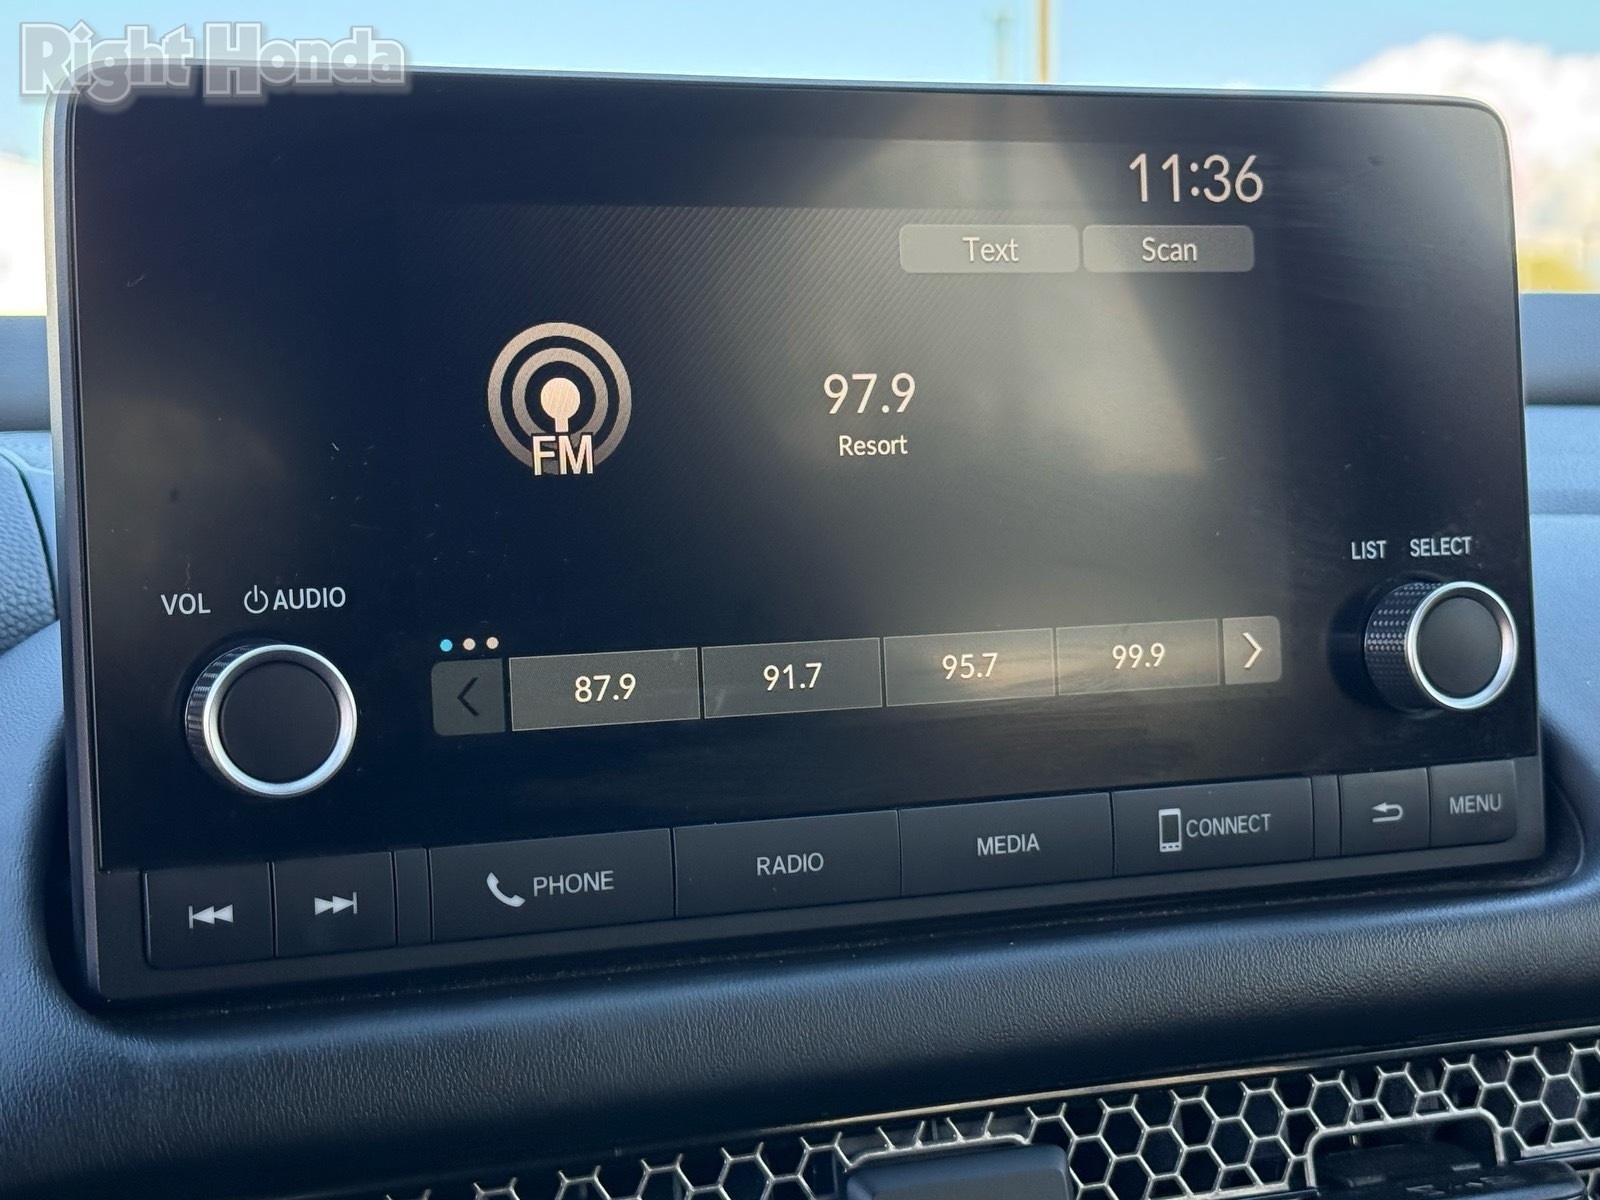 Right Honda
11:36
Text Scan
FM
97.9
Resort
LIST SELECT
VOL AUDIO
87.9 91.7 95.7 99.9
PHONE RADIO MEDIA CONNECT MENU